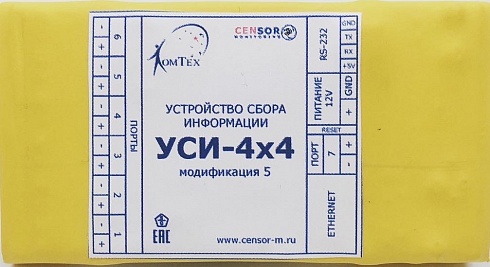 КомТех
CENSOR
MONITORING
УСТРОЙСТВО СБОРА
ИНФОРМАЦИИ
УСИ-4х4
модификация 5
EAC
www.censor-m.ru
ПОРТЫ
6
5
4
3
2
1
- + - + - + - + - + - +
RS-232
GND
TX
RX
+5V
ПИТАНИЕ
12V
GND
+
RESET
ПОРТ
7
+
-
ETHERNET